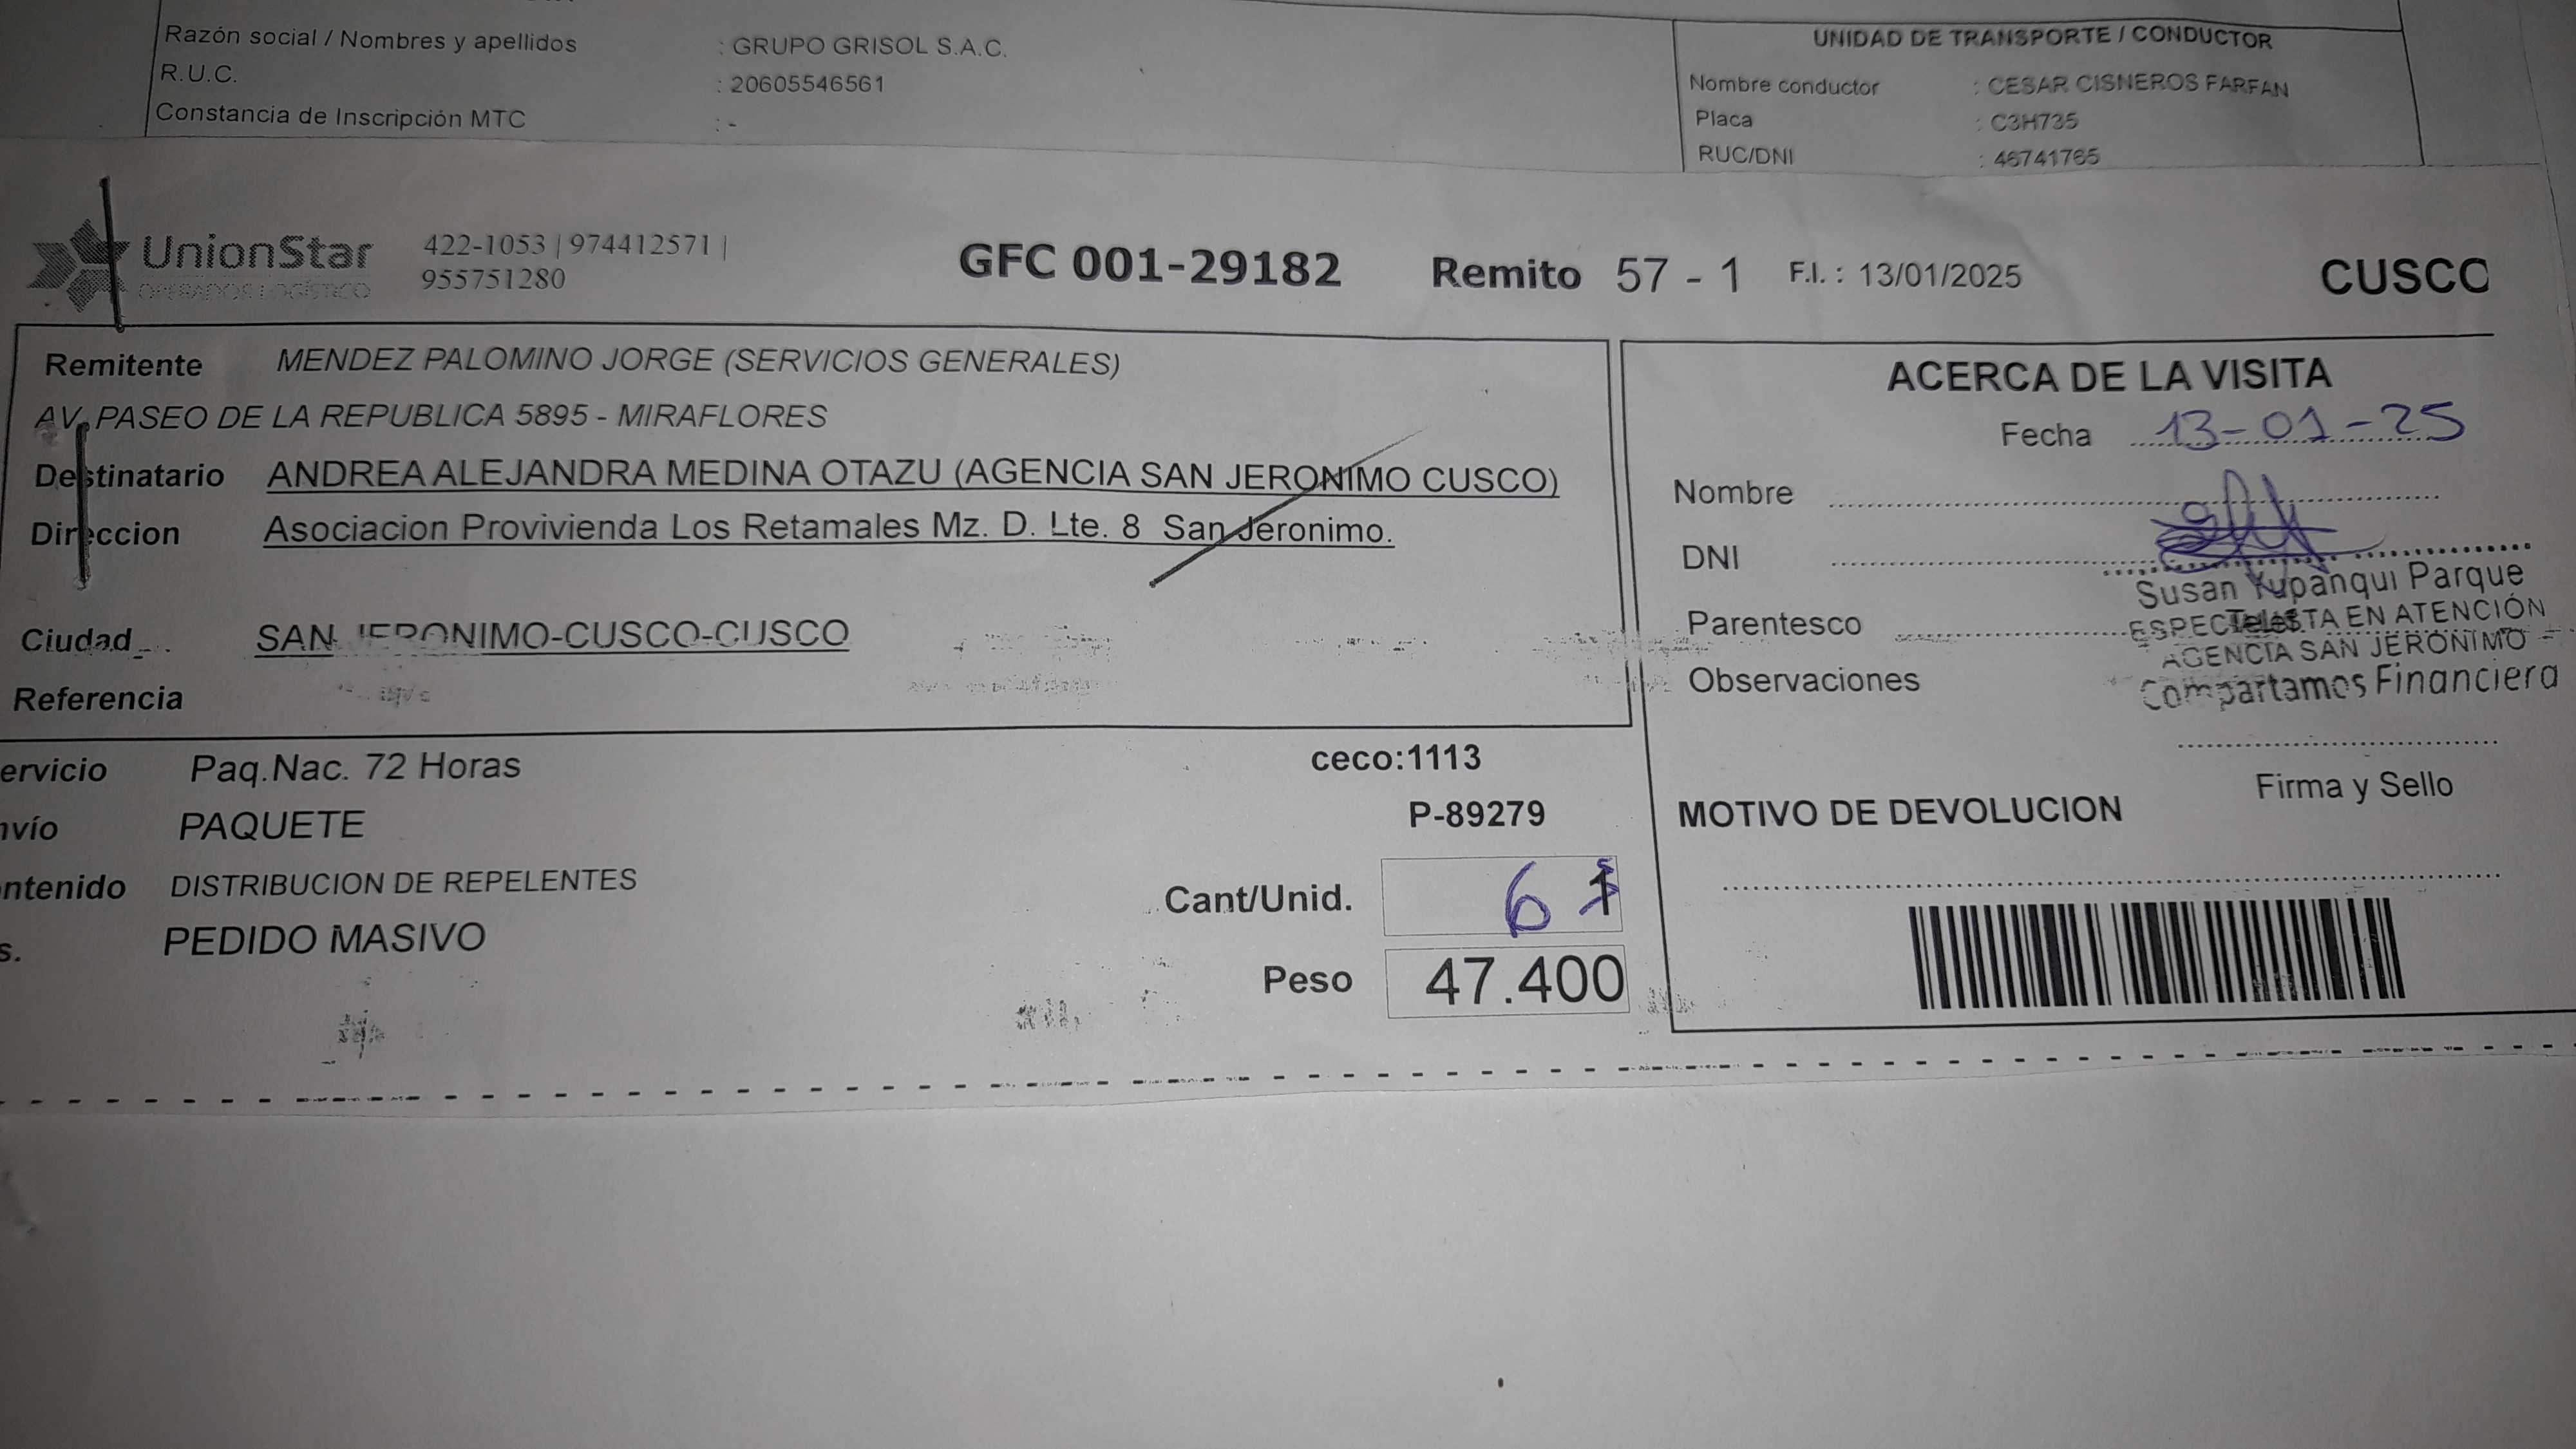 Razón social / Nombres y apellidos : GRUPO GRISOL S.A.C.
R.U.C. : 20605546561
Constancia de Inscripción MTC : -
UNIDAD DE TRANSPORTE / CONDUCTOR
Nombre conductor : CESAR CISNEROS FARFAN
Placa : C3H735
RUC/DNI : 46741765
UnionStar
OPERADOR LOGÍSTICO
422-1053 | 974412571 |
955751280
GFC 001-29182 Remito 57 - 1 F.I. : 13/01/2025 CUSCO
Remitente MENDEZ PALOMINO JORGE (SERVICIOS GENERALES)
AV. PASEO DE LA REPUBLICA 5895 - MIRAFLORES
Destinatario ANDREA ALEJANDRA MEDINA OTAZU (AGENCIA SAN JERONIMO CUSCO)
Direccion Asociacion Provivienda Los Retamales Mz. D. Lte. 8 San Jeronimo.
Ciudad SAN JERONIMO-CUSCO-CUSCO
Referencia
ervicio Paq.Nac. 72 Horas
nvío PAQUETE
ntenido DISTRIBUCION DE REPELENTES
s. PEDIDO MASIVO
ceco:1113
P-89279
Cant/Unid. 6 1
Peso 47.400
ACERCA DE LA VISITA
Fecha 13-01-25
Nombre
DNI
Parentesco Telef.
Observaciones
Susan Yupanqui Parque
ESPECIALISTA EN ATENCIÓN
AGENCIA SAN JERÓNIMO
Compartamos Financiera
Firma y Sello
MOTIVO DE DEVOLUCION